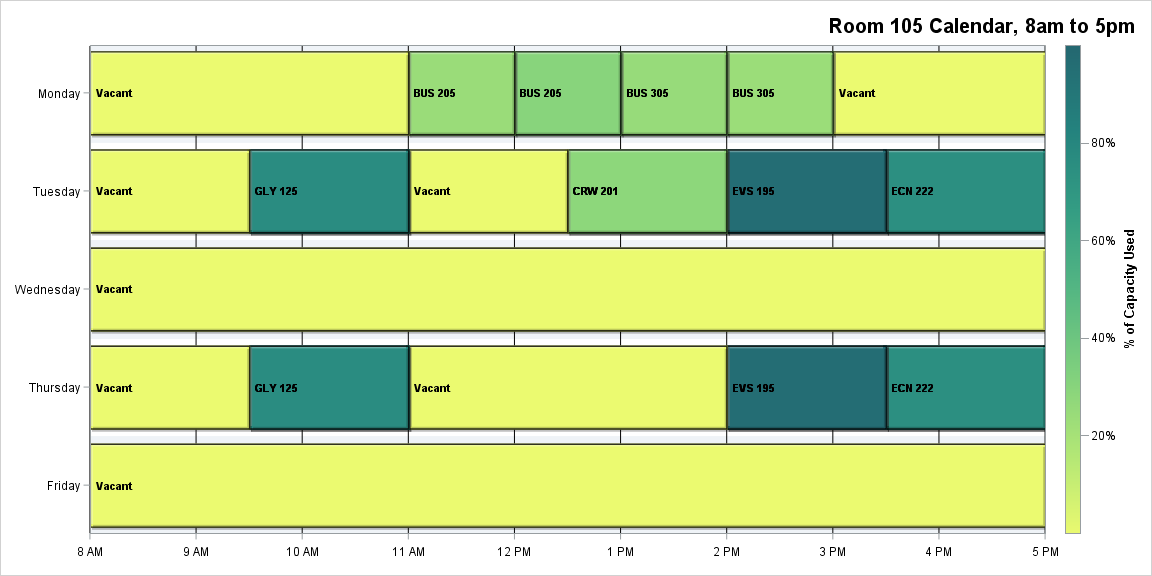 Room 105 Calendar, 8am to 5pm
Monday
Vacant
BUS 205
BUS 205
BUS 305
BUS 305
Vacant
Tuesday
Vacant
GLY 125
Vacant
CRW 201
EVS 195
ECN 222
Wednesday
Vacant
Thursday
Vacant
GLY 125
Vacant
EVS 195
ECN 222
Friday
Vacant
8 AM
9 AM
10 AM
11 AM
12 PM
1 PM
2 PM
3 PM
4 PM
5 PM
80%
60%
40%
20%
% of Capacity Used